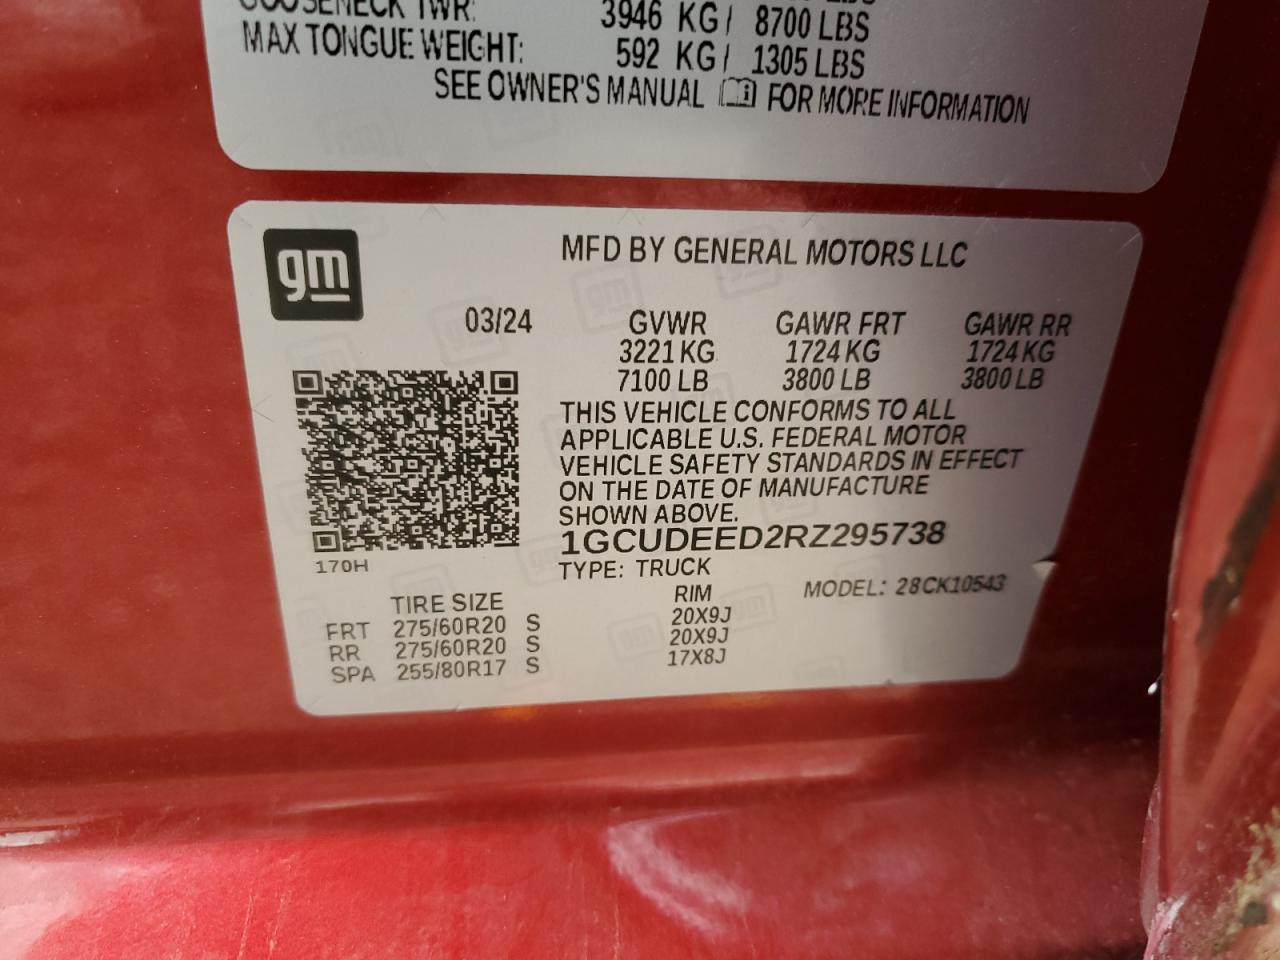 GOOSENECK TWR: 3946 KG/ 8700 LBS
MAX TONGUE WEIGHT: 592 KG/ 1305 LBS
SEE OWNER'S MANUAL FOR MORE INFORMATION
gm
MFD BY GENERAL MOTORS LLC
03/24 GVWR GAWR FRT GAWR RR
3221 KG 1724 KG 1724 KG
7100 LB 3800 LB 3800 LB
THIS VEHICLE CONFORMS TO ALL
APPLICABLE U.S. FEDERAL MOTOR
VEHICLE SAFETY STANDARDS IN EFFECT
ON THE DATE OF MANUFACTURE
SHOWN ABOVE.
1GCUDEED2RZ295738
170H
TYPE: TRUCK
MODEL: 28CK10543
TIRE SIZE RIM
FRT 275/60R20 S 20X9J
RR 275/60R20 S 20X9J
SPA 255/80R17 S 17X8J